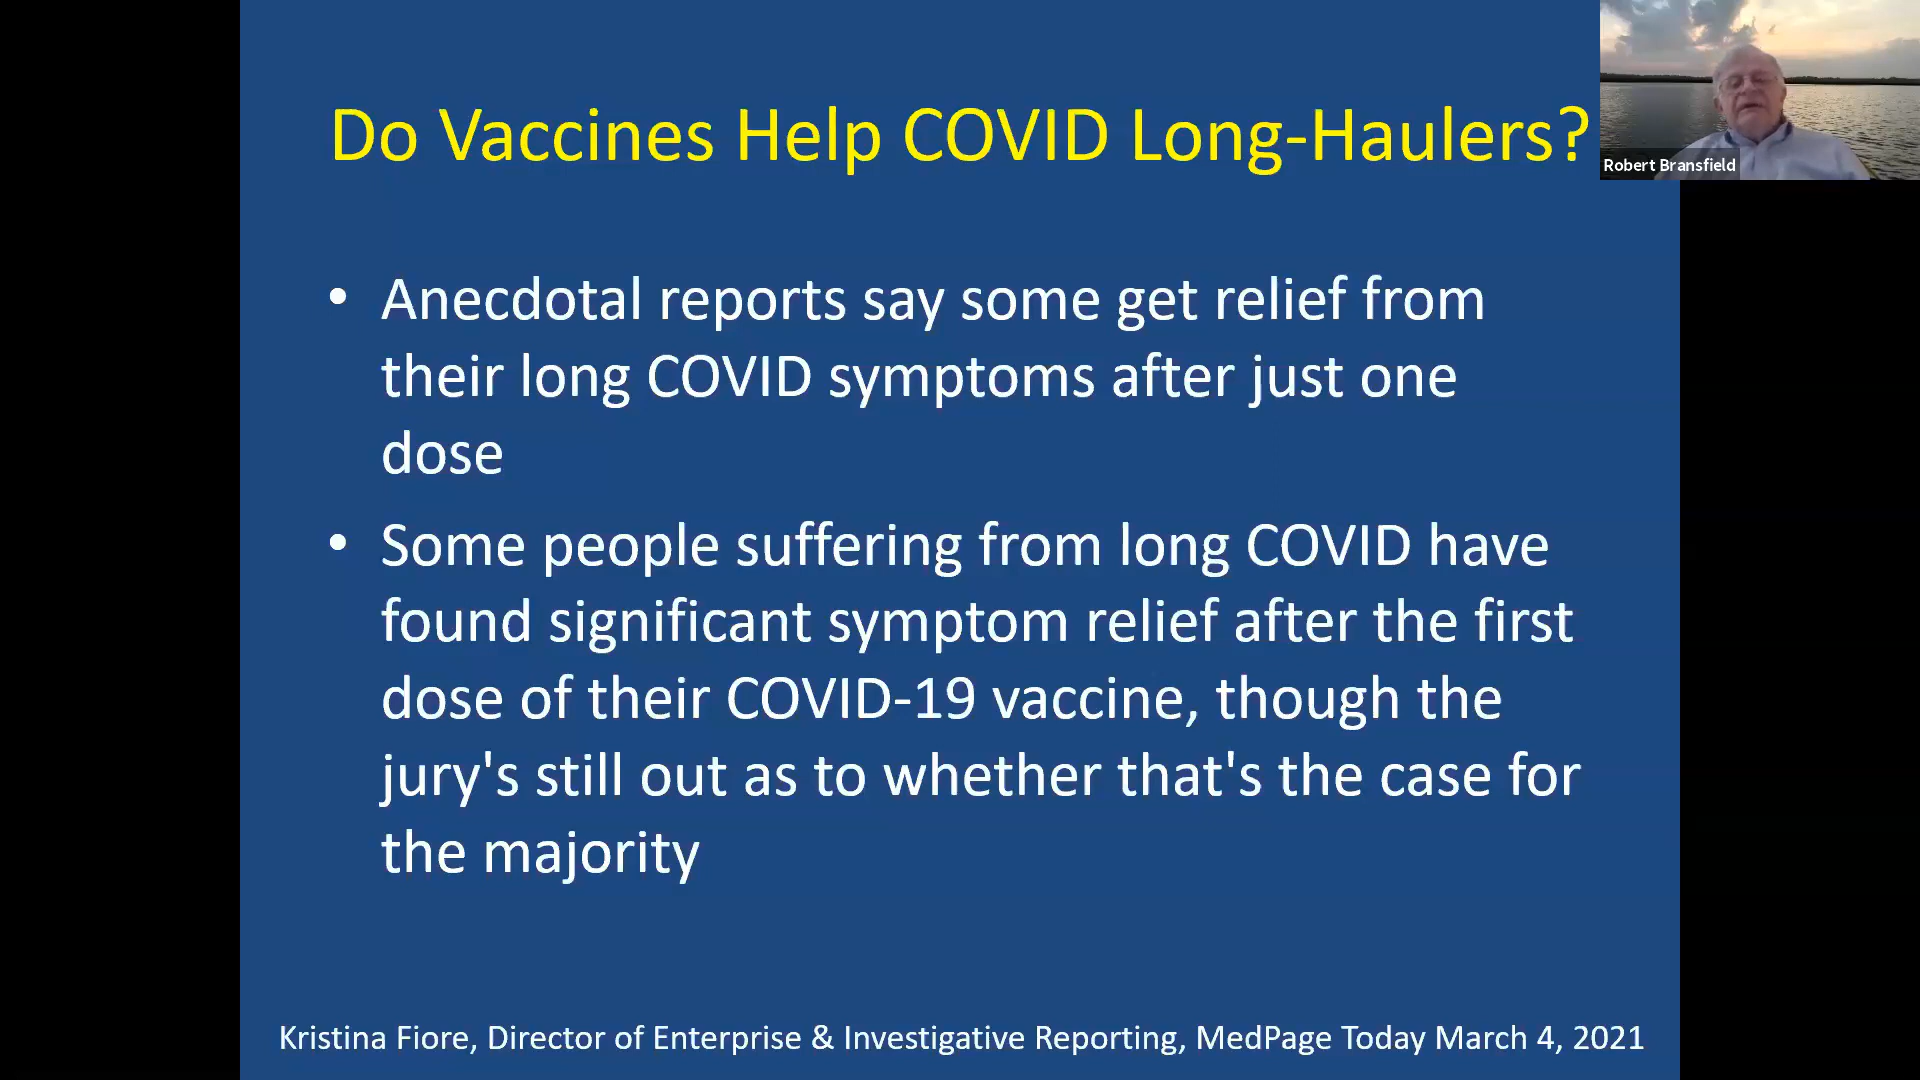 Do Vaccines Help COVID Long-Haulers?
Robert Bransfield
• Anecdotal reports say some get relief from
their long COVID symptoms after just one
dose
• Some people suffering from long COVID have
found significant symptom relief after the first
dose of their COVID-19 vaccine, though the
jury's still out as to whether that's the case for
the majority
Kristina Fiore, Director of Enterprise & Investigative Reporting, MedPage Today March 4, 2021